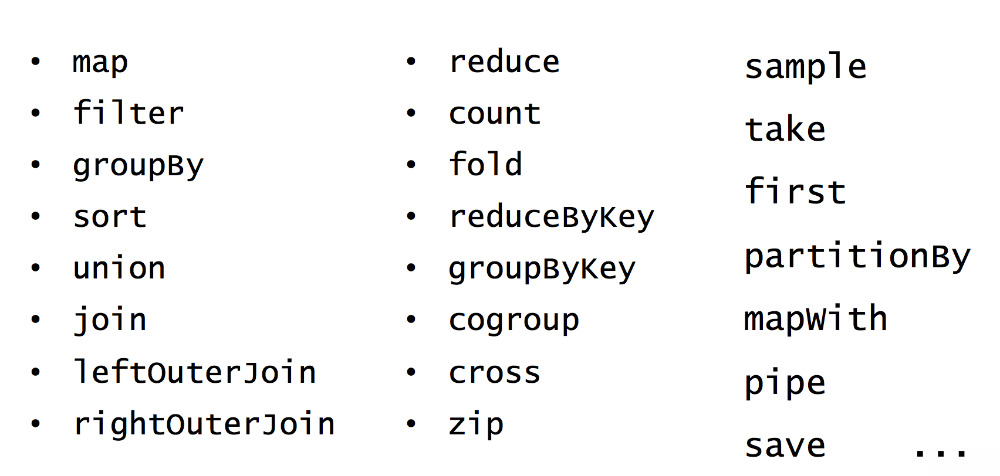 • map
• filter
• groupBy
• sort
• union
• join
• leftOuterJoin
• rightOuterJoin
• reduce
• count
• fold
• reduceByKey
• groupByKey
• cogroup
• cross
• zip
sample
take
first
partitionBy
mapWith
pipe
save ...